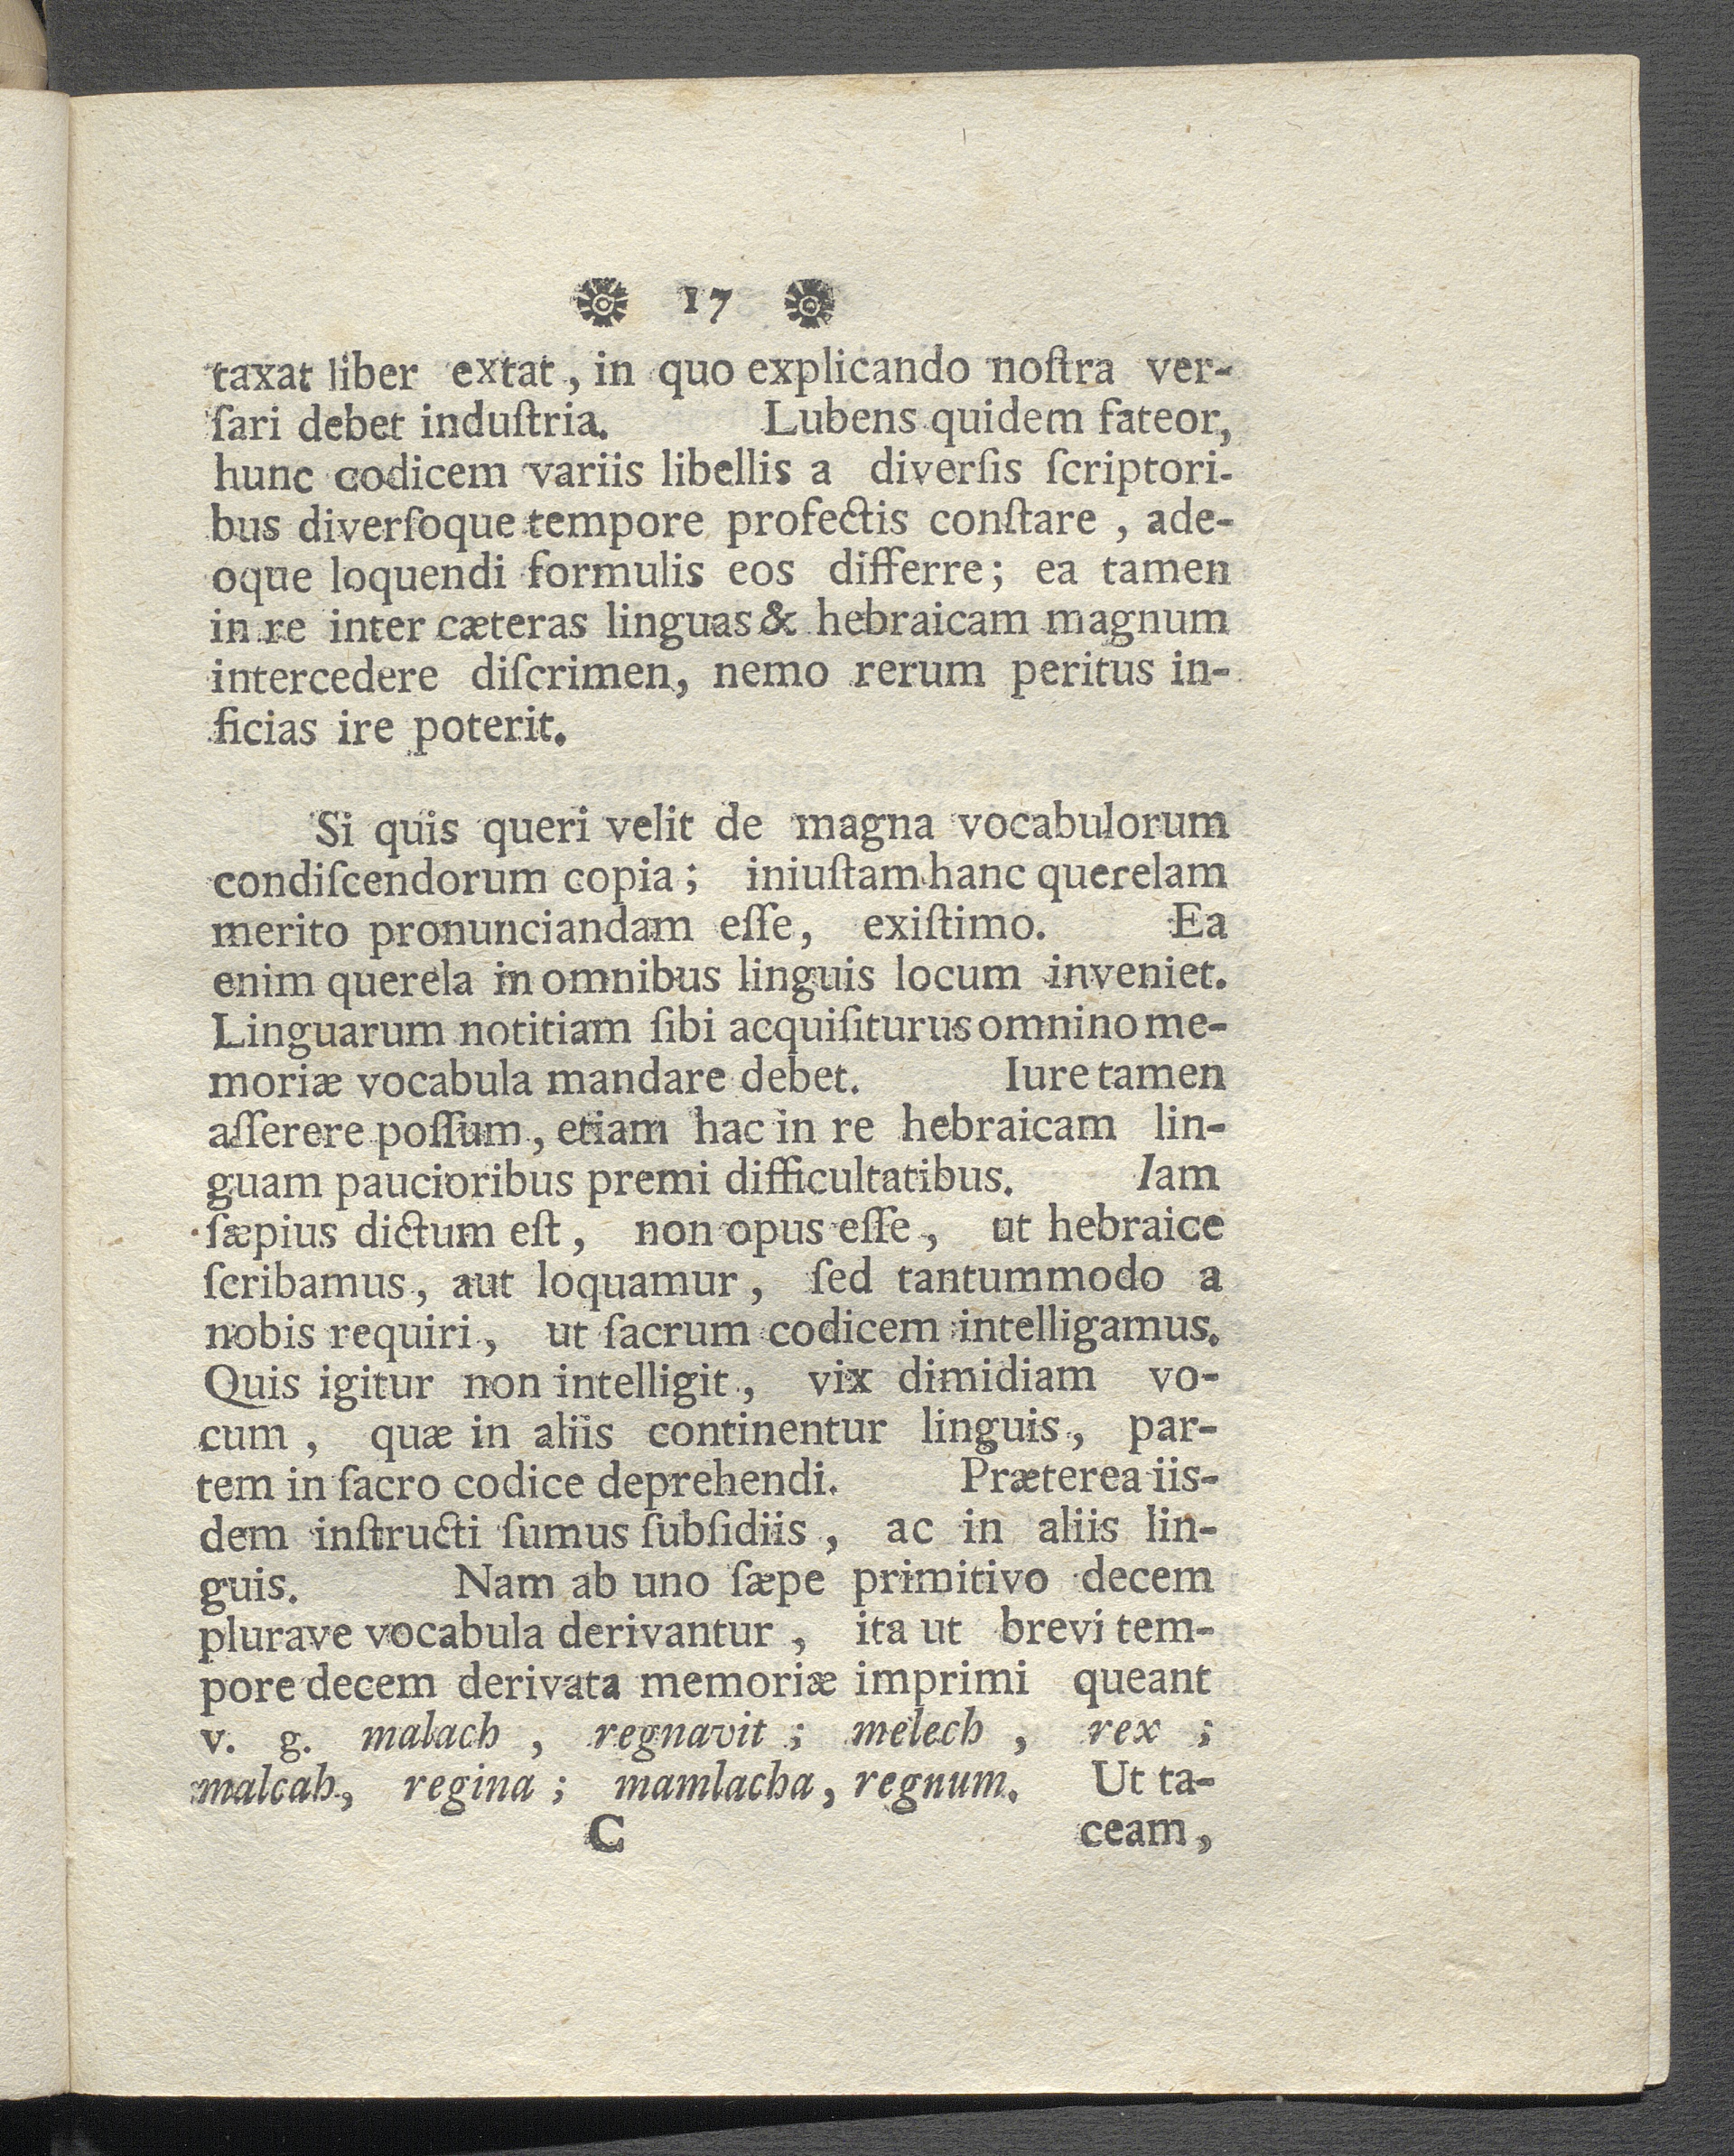 17
taxat liber extat, in quo explicando noſtra ver-
ſari debet induſtria. Lubens quidem fateor,
hunc codicem variis libellis a diverſis ſcriptori-
bus diverſoque tempore profectis conſtare, ade-
oque loquendi formulis eos differre; ea tamen
in re inter cæteras linguas & hebraicam magnum
intercedere diſcrimen, nemo rerum peritus in-
ficias ire poterit.
Si quis queri velit de magna vocabulorum
condiſcendorum copia; iniuſtam hanc querelam
merito pronunciandam eſſe, exiſtimo. Ea
enim querela in omnibus linguis locum inveniet.
Linguarum notitiam ſibi acquiſiturus omnino me-
moriæ vocabula mandare debet. Iure tamen
aſſerere poſſum, etiam hac in re hebraicam lin-
guam paucioribus premi difficultatibus. Iam
ſæpius dictum eſt, non opus eſſe, ut hebraice
ſcribamus, aut loquamur, ſed tantummodo a
nobis requiri, ut ſacrum codicem intelligamus.
Quis igitur non intelligit, vix dimidiam vo-
cum, quæ in aliis continentur linguis, par-
tem in ſacro codice deprehendi. Præterea iis-
dem inſtructi ſumus ſubſidiis, ac in aliis lin-
guis. Nam ab uno ſæpe primitivo decem
plurave vocabula derivantur, ita ut brevi tem-
pore decem derivata memoriæ imprimi queant
v. g. malach, regnavit; melech, rex;
malcah, regina; mamlacha, regnum. Ut ta-
C ceam,